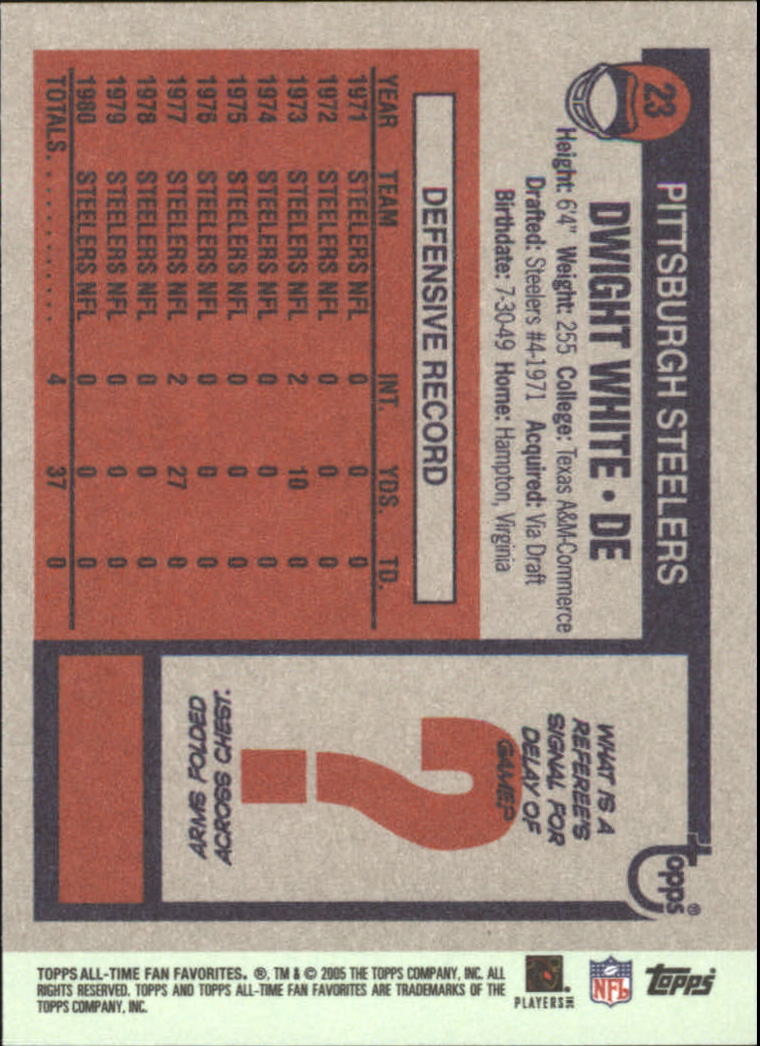 23
PITTSBURGH STEELERS
DWIGHT WHITE • DE
Height: 6'4" Weight: 255 College: Texas A&M-Commerce
Drafted: Steelers #4-1971 Acquired: Via Draft
Birthdate: 7-30-49 Home: Hampton, Virginia
DEFENSIVE RECORD
YEAR TEAM INT. YDS. TD.
1971 STEELERS NFL 0 0 0
1972 STEELERS NFL 0 0 0
1973 STEELERS NFL 2 10 0
1974 STEELERS NFL 0 0 0
1975 STEELERS NFL 0 0 0
1976 STEELERS NFL 0 0 0
1977 STEELERS NFL 2 27 0
1978 STEELERS NFL 0 0 0
1979 STEELERS NFL 0 0 0
1980 STEELERS NFL 0 0 0
TOTALS. . . . . . . . . . 4 37 0
Topps®
WHAT IS A
REFEREE'S
SIGNAL FOR
DELAY OF
GAME?
?
ARMS FOLDED
ACROSS CHEST.
TOPPS ALL-TIME FAN FAVORITES. ®, TM & © 2005 THE TOPPS COMPANY, INC. ALL
RIGHTS RESERVED. TOPPS AND TOPPS ALL-TIME FAN FAVORITES ARE TRADEMARKS OF THE
TOPPS COMPANY, INC.
PLAYERS INC
NFL
topps